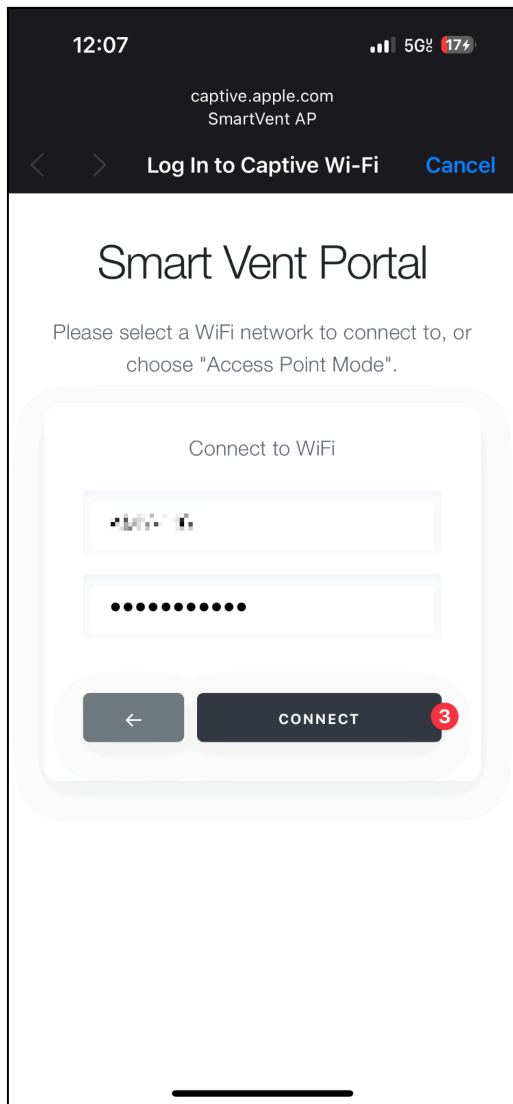 12:07 5G 17
captive.apple.com
SmartVent AP
Log In to Captive Wi-Fi Cancel
Smart Vent Portal
Please select a WiFi network to connect to, or
choose "Access Point Mode".
Connect to WiFi
●●●●●●●●●●●
← CONNECT 3